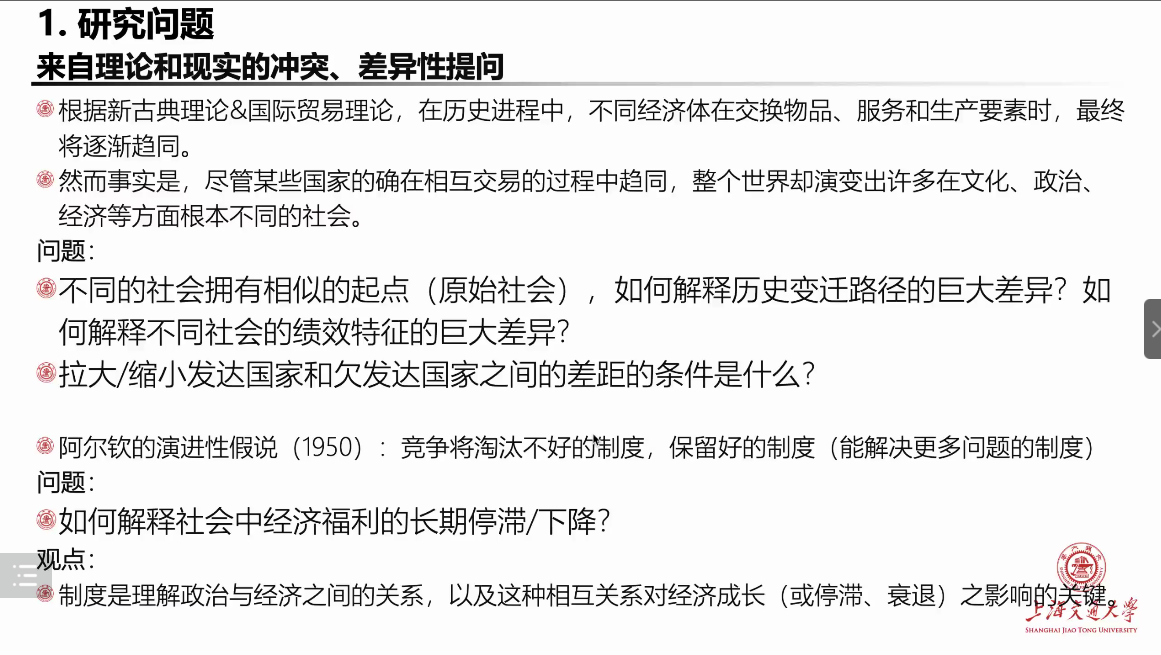 1. 研究问题
来自理论和现实的冲突、差异性提问
根据新古典理论&国际贸易理论，在历史进程中，不同经济体在交换物品、服务和生产要素时，最终
将逐渐趋同。
然而事实是，尽管某些国家的确在相互交易的过程中趋同，整个世界却演变出许多在文化、政治、
经济等方面根本不同的社会。
问题：
不同的社会拥有相似的起点（原始社会），如何解释历史变迁路径的巨大差异？如
何解释不同社会的绩效特征的巨大差异？
拉大/缩小发达国家和欠发达国家之间的差距的条件是什么？
阿尔钦的演进性假说（1950）：竞争将淘汰不好的制度，保留好的制度（能解决更多问题的制度）
问题：
如何解释社会中经济福利的长期停滞/下降？
观点：
制度是理解政治与经济之间的关系，以及这种相互关系对经济成长（或停滞、衰退）之影响的关键。
上海交通大学
SHANGHAI JIAO TONG UNIVERSITY